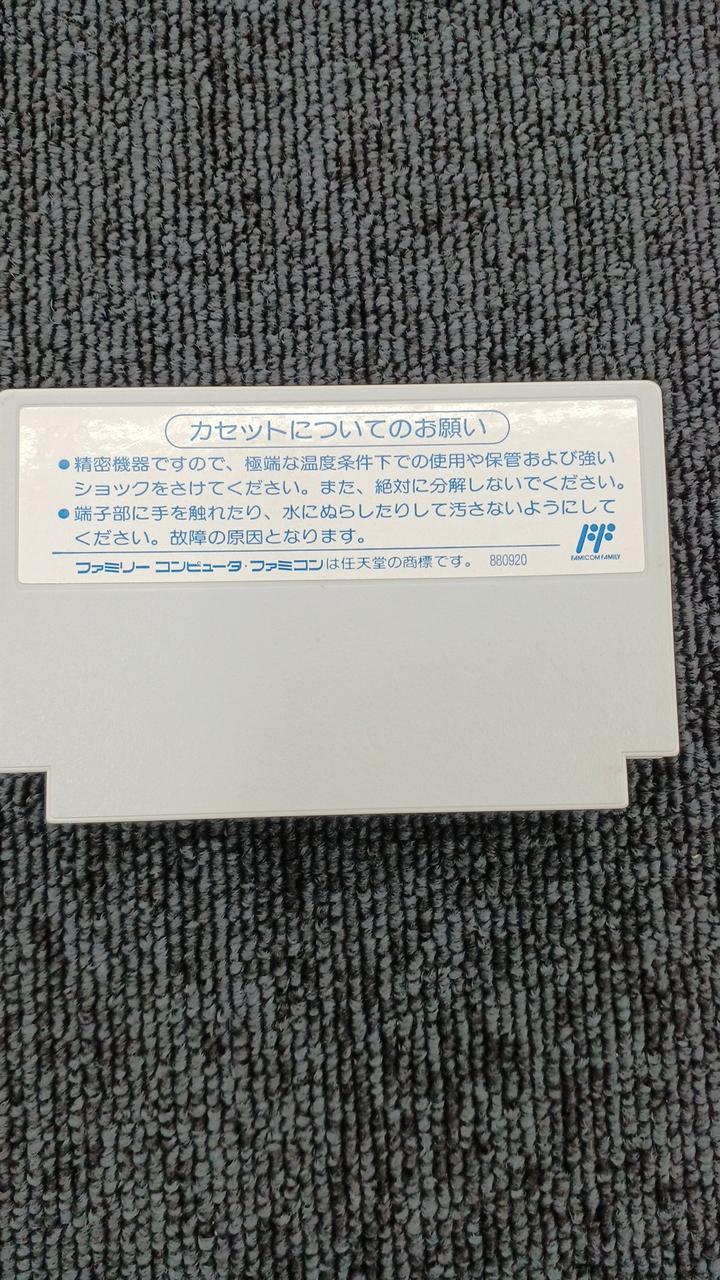 カセットについてのお願い
●精密機器ですので、極端な温度条件下での使用や保管および強い
ショックをさけてください。また、絶対に分解しないでください。
●端子部に手を触れたり、水にぬらしたりして汚さないようにして
ください。故障の原因となります。
FAMICOM FAMILY
ファミリー コンピュータ・ファミコンは任天堂の商標です。 880920